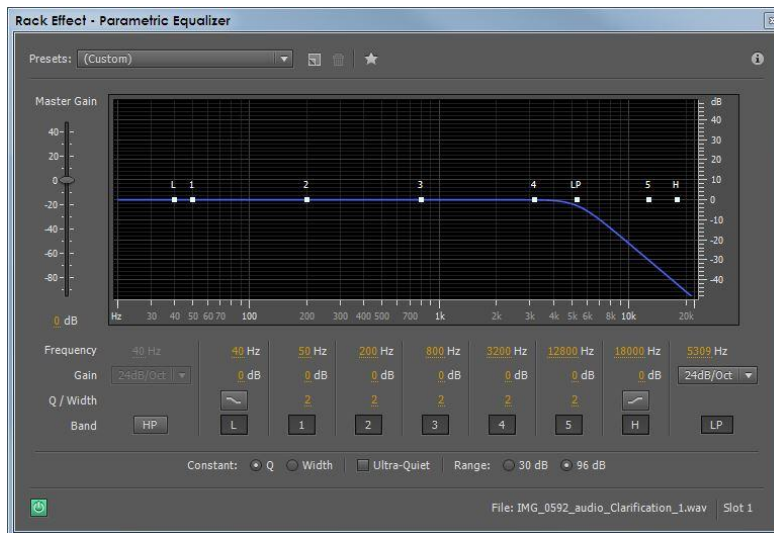 Rack Effect - Parametric Equalizer
Presets: (Custom)
Master Gain
40
20
0
-20
-40
-60
-80
0 dB
L 1 2 3 4 LP 5 H
dB
40
30
20
10
0
-10
-20
-30
-40
Hz 30 40 50 60 70 100 200 300 400 500 700 1k 2k 3k 4k 5k 6k 8k 10k 20k
Frequency 40 Hz 40 Hz 50 Hz 200 Hz 800 Hz 3200 Hz 12800 Hz 18000 Hz 5309 Hz
Gain 24dB/Oct 0 dB 0 dB 0 dB 0 dB 0 dB 0 dB 0 dB 24dB/Oct
Q / Width 2 2 2 2 2
Band HP L 1 2 3 4 5 H LP
Constant: Q Width Ultra-Quiet Range: 30 dB 96 dB
File: IMG_0592_audio_Clarification_1.wav Slot 1